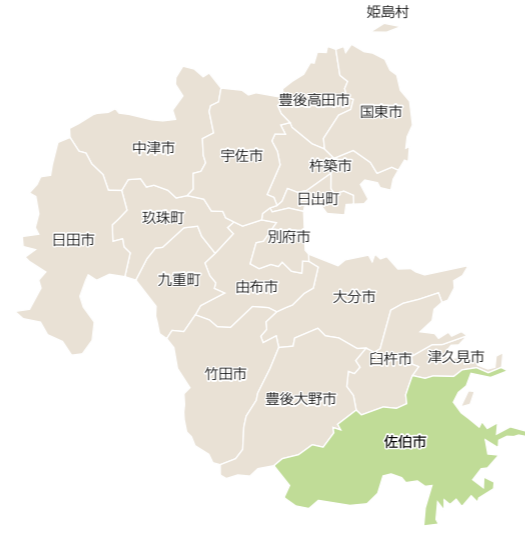 姫島村
豊後高田市
国東市
中津市
宇佐市
杵築市
日出町
玖珠町
別府市
日田市
九重町
由布市
大分市
臼杵市
津久見市
竹田市
豊後大野市
佐伯市